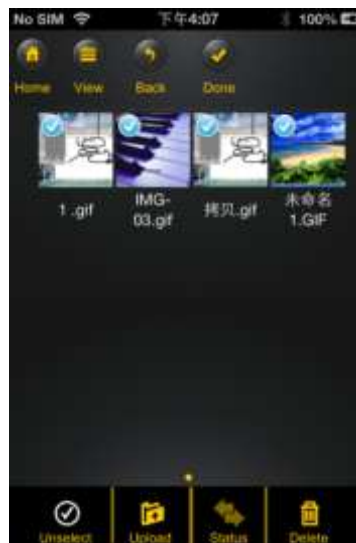 No SIM 下午4:07 100%
Home View Back Done
1 .gif IMG-03.gif 拷贝.gif 未命名1.GIF
Unselect Upload Status Delete